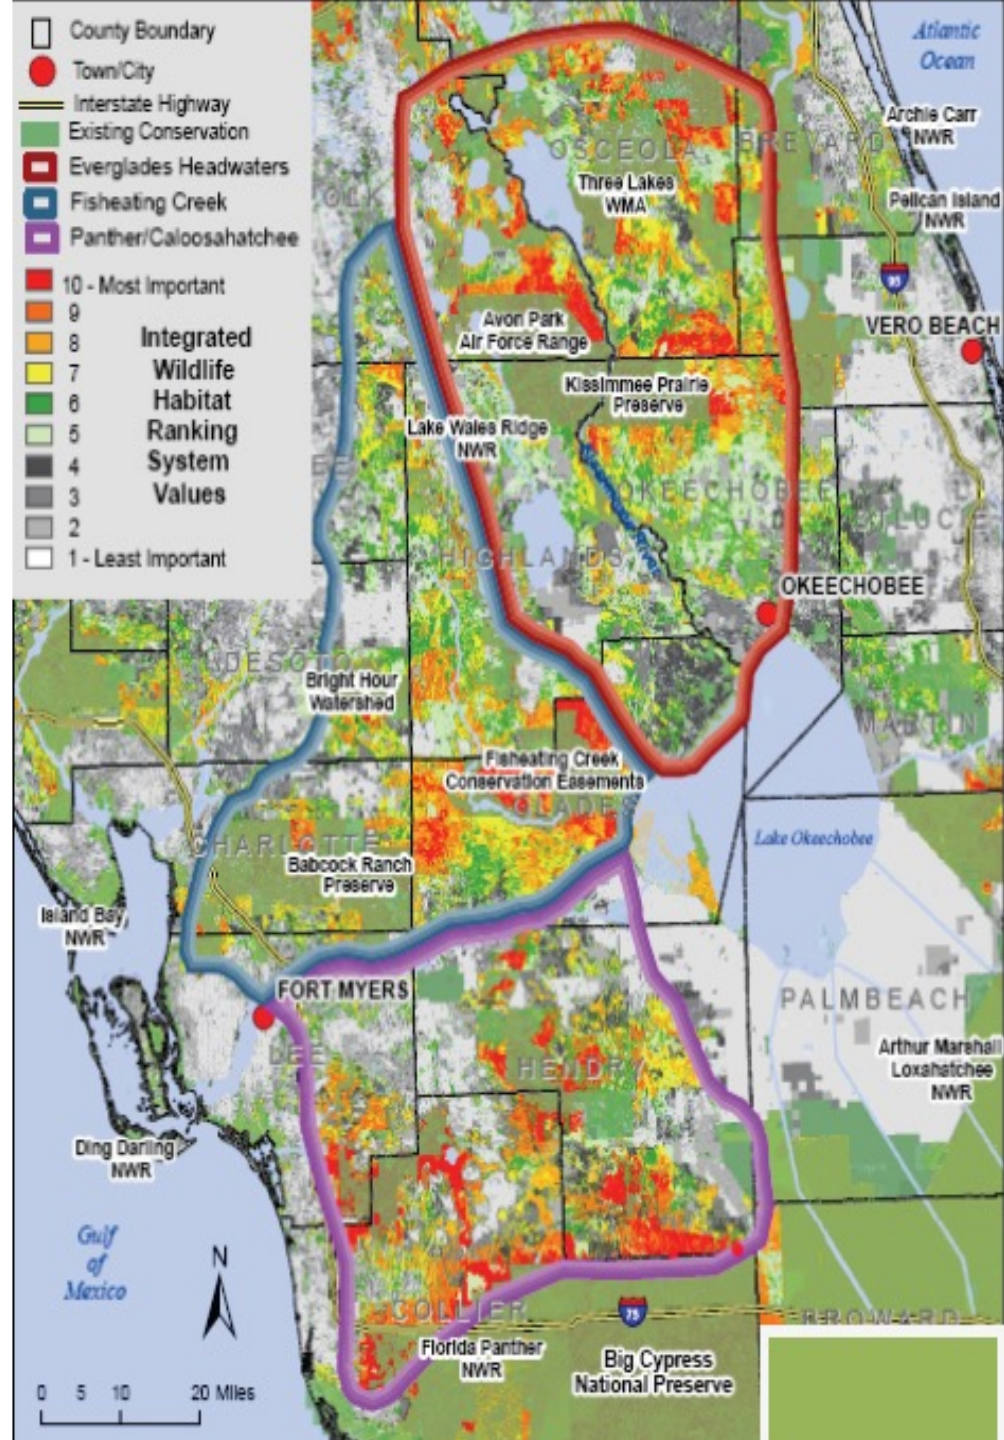 County Boundary
Town/City
Interstate Highway
Existing Conservation
Everglades Headwaters
Fisheating Creek
Panther/Caloosahatchee
10 - Most Important
9
8
7
6
5
4
3
2
1 - Least Important
Integrated
Wildlife
Habitat
Ranking
System
Values
Atlantic
Ocean
Archie Carr
NWR
BREVARD
OSCEOLA
Three Lakes
WMA
Pelican Island
NWR
OLK
95
VERO BEACH
Avon Park
Air Force Range
Kissimmee Prairie
Preserve
Lake Wales Ridge
NWR
EE
OKEECHOBEE
LUCIE
HIGHLANDS
OKEECHOBEE
DESOTO
Bright Hour
Watershed
MARTIN
Fisheating Creek
Conservation Easements
GLADES
CHARLOTTE
Lake Okeechobee
Babcock Ranch
Preserve
Island Bay
NWR
FORT MYERS
PALMBEACH
LEE
HENDRY
Arthur Marshall
Loxahatchee
NWR
Ding Darling
NWR
Gulf
of
Mexico
N
COLLIER
75
BROWARD
Florida Panther
NWR
Big Cypress
National Preserve
0 5 10 20 Miles